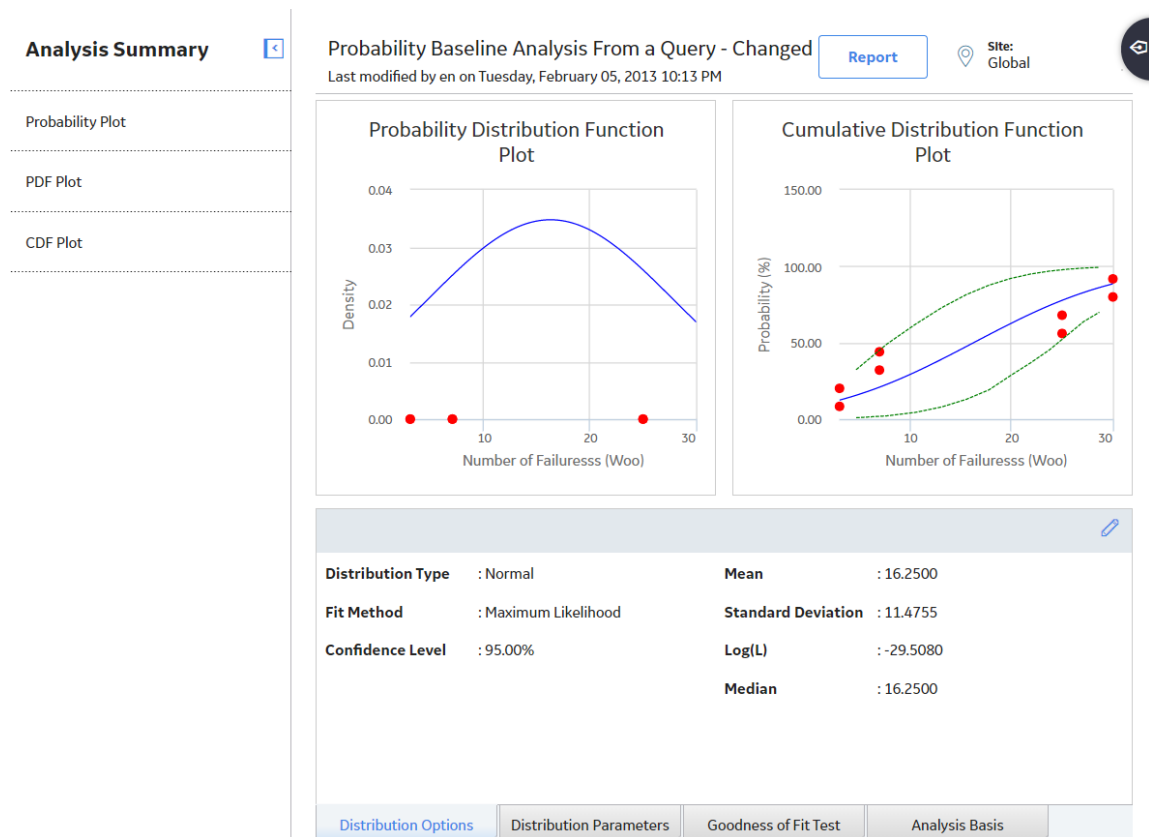 Analysis Summary
Probability Plot
PDF Plot
CDF Plot
Probability Baseline Analysis From a Query - Changed
Last modified by en on Tuesday, February 05, 2013 10:13 PM
Report
Site:
Global
Probability Distribution Function
Plot
0.04
0.03
0.02
0.01
0.00
Density
10
20
30
Number of Failuresss (Woo)
Cumulative Distribution Function
Plot
150.00
100.00
50.00
0.00
Probability (%)
10
20
30
Number of Failuresss (Woo)
Distribution Type : Normal
Fit Method : Maximum Likelihood
Confidence Level : 95.00%
Mean : 16.2500
Standard Deviation : 11.4755
Log(L) : -29.5080
Median : 16.2500
Distribution Options
Distribution Parameters
Goodness of Fit Test
Analysis Basis